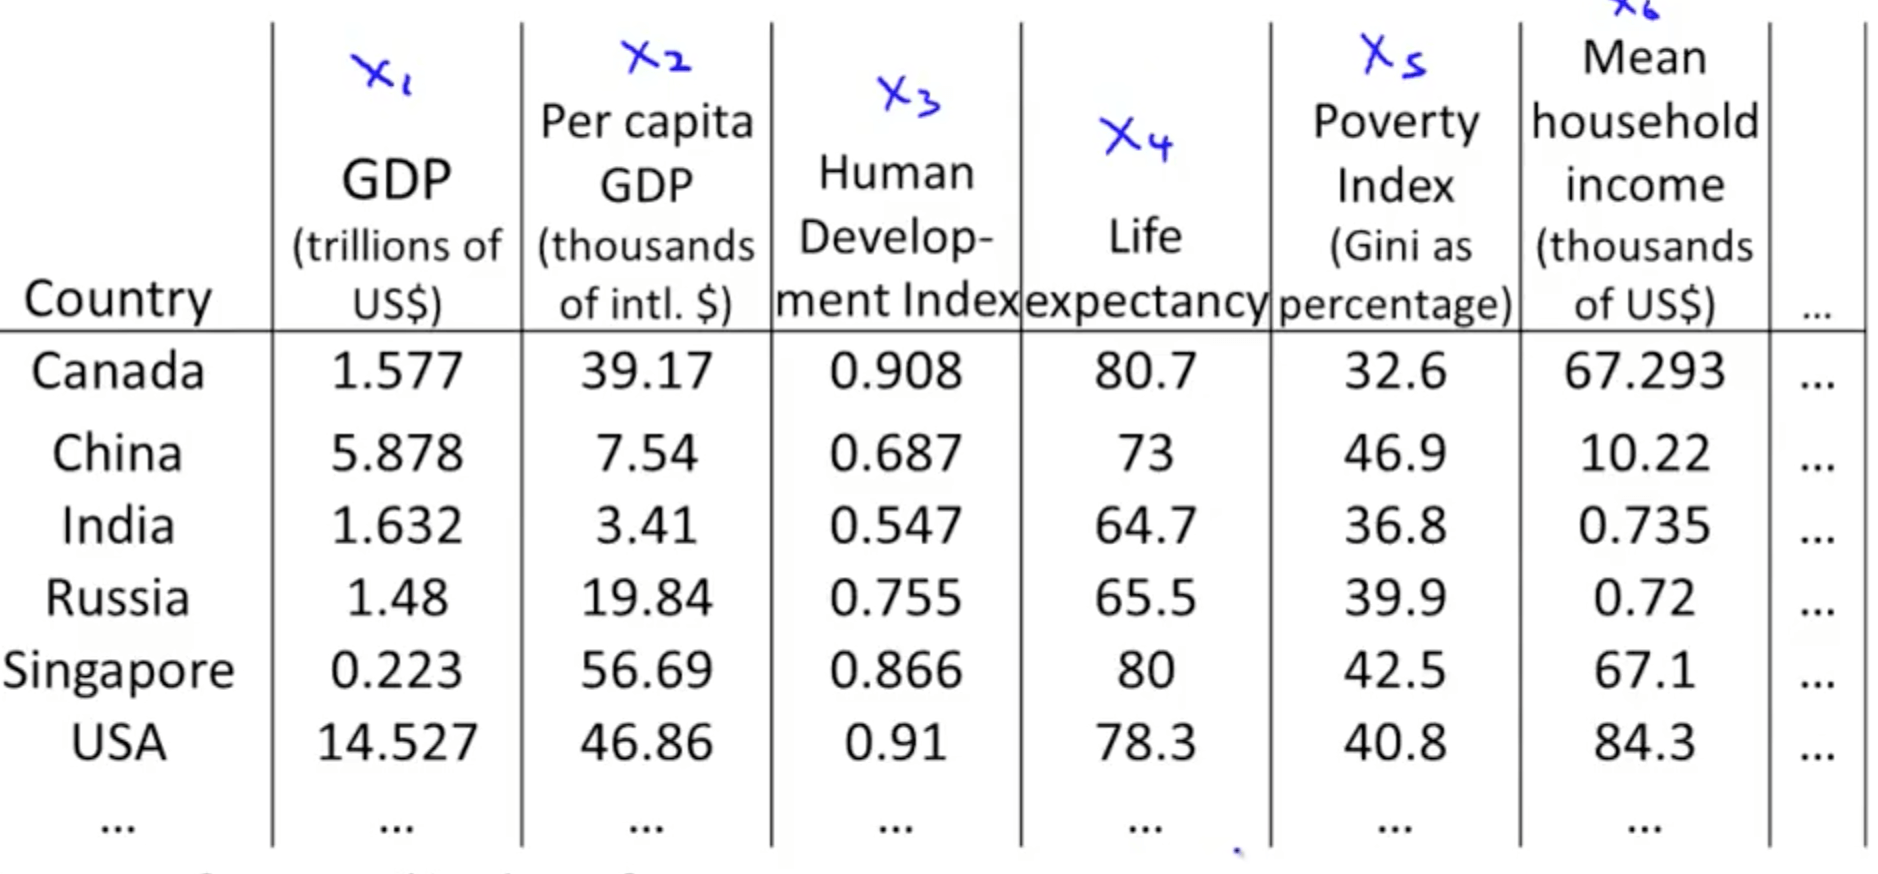 x6
x1 x2 x3 x4 x5 Mean
Per capita Poverty household
GDP GDP Human Index income
(trillions of (thousands Develop- Life (Gini as (thousands
Country US$) of intl. $) ment Index expectancy percentage) of US$) ...
Canada 1.577 39.17 0.908 80.7 32.6 67.293 ...
China 5.878 7.54 0.687 73 46.9 10.22 ...
India 1.632 3.41 0.547 64.7 36.8 0.735 ...
Russia 1.48 19.84 0.755 65.5 39.9 0.72 ...
Singapore 0.223 56.69 0.866 80 42.5 67.1 ...
USA 14.527 46.86 0.91 78.3 40.8 84.3 ...
... ... ... ... ... ... ...